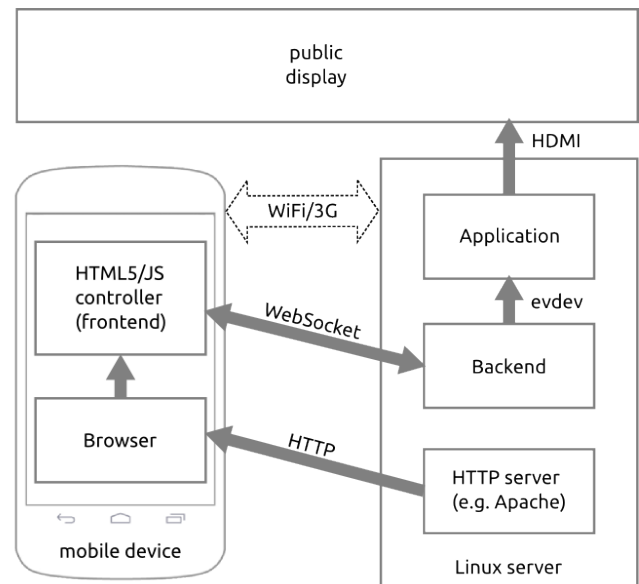 public
display
HDMI
WiFi/3G
Application
HTML5/JS
controller
(frontend)
WebSocket
evdev
Backend
Browser
HTTP
HTTP server
(e.g. Apache)
mobile device
Linux server